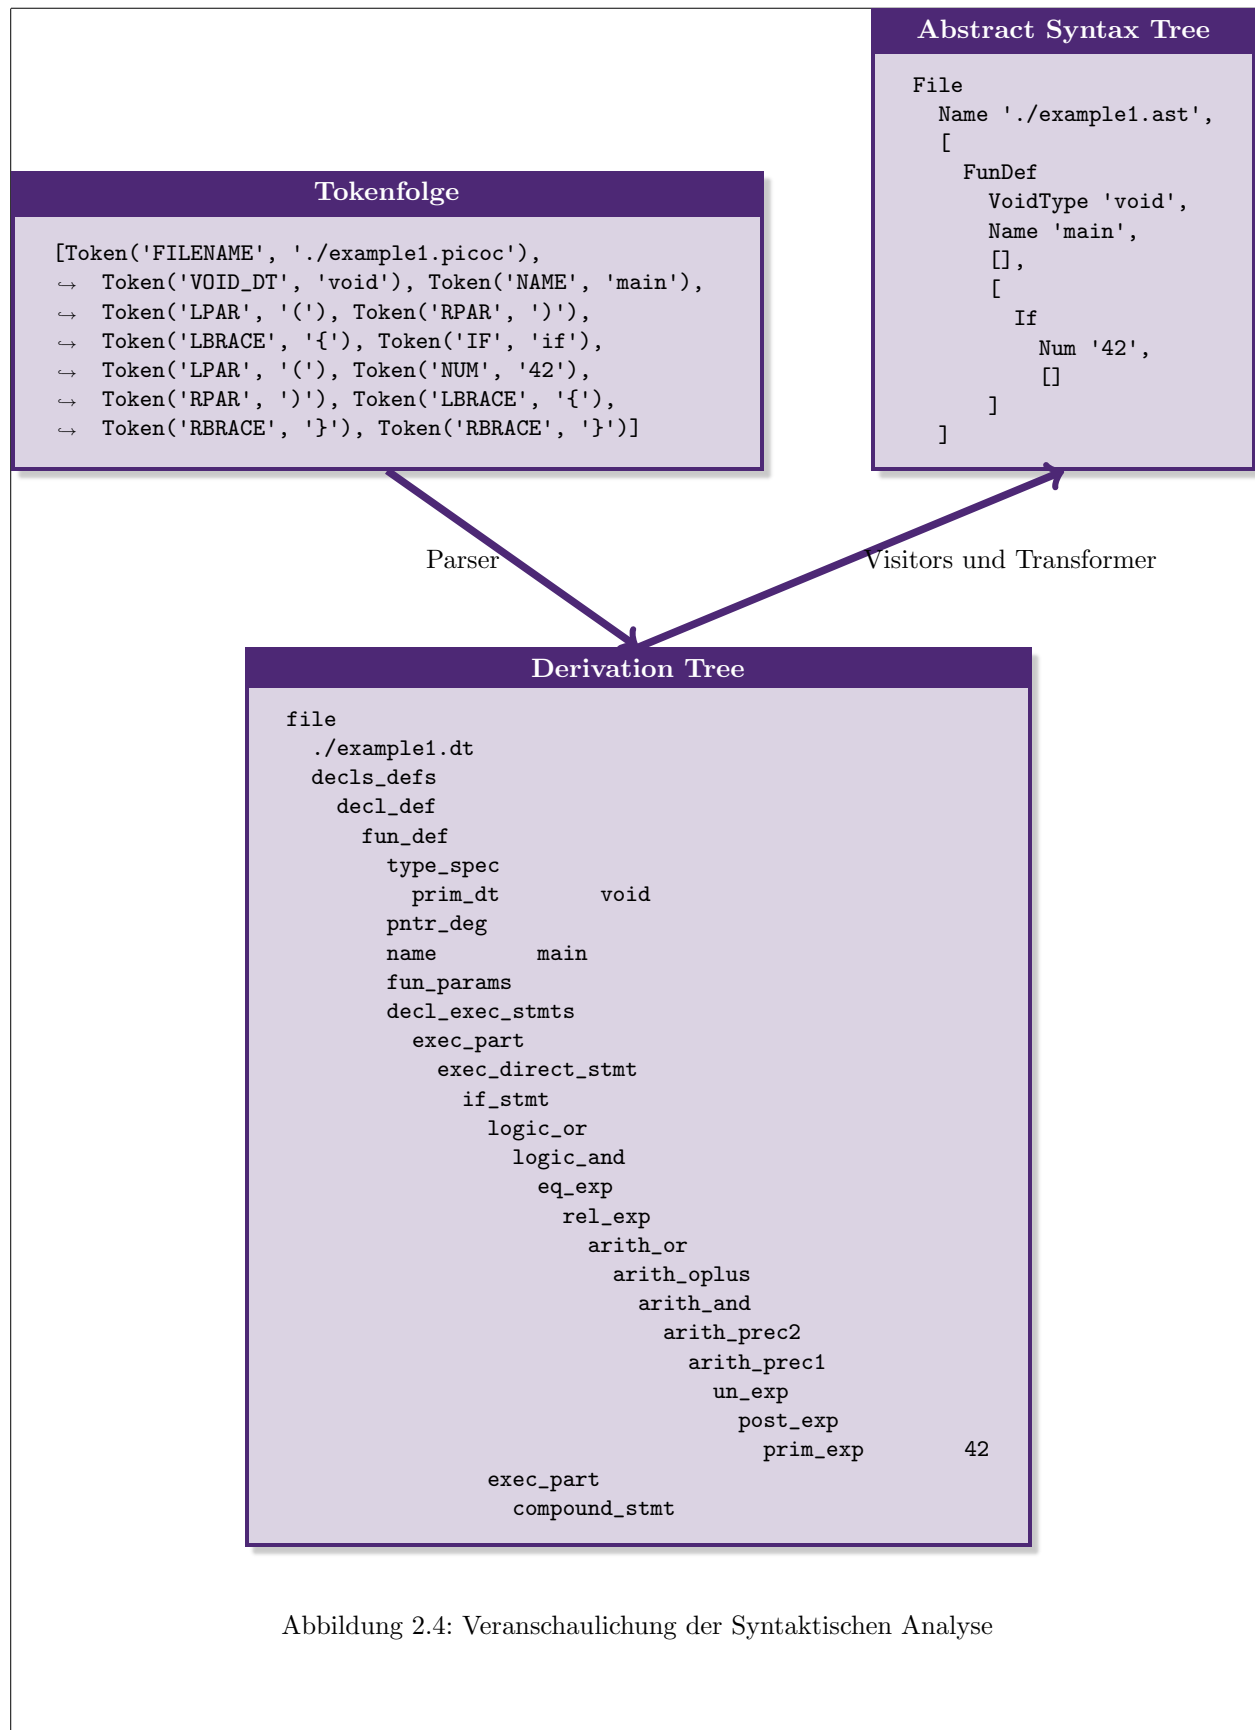 Tokenfolge
[Token('FILENAME', './example1.picoc'),
↪  Token('VOID_DT', 'void'), Token('NAME', 'main'),
↪  Token('LPAR', '('), Token('RPAR', ')'),
↪  Token('LBRACE', '{'), Token('IF', 'if'),
↪  Token('LPAR', '('), Token('NUM', '42'),
↪  Token('RPAR', ')'), Token('LBRACE', '{'),
↪  Token('RBRACE', '}'), Token('RBRACE', '}')]
Abstract Syntax Tree
File
  Name './example1.ast',
  [
    FunDef
      VoidType 'void',
      Name 'main',
      [],
      [
        If
          Num '42',
          []
      ]
  ]
Parser
Visitors und Transformer
Derivation Tree
file
  ./example1.dt
  decls_defs
    decl_def
      fun_def
        type_spec
          prim_dt        void
        pntr_deg
        name        main
        fun_params
        decl_exec_stmts
          exec_part
            exec_direct_stmt
              if_stmt
                logic_or
                  logic_and
                    eq_exp
                      rel_exp
                        arith_or
                          arith_oplus
                            arith_and
                              arith_prec2
                                arith_prec1
                                  un_exp
                                    post_exp
                                      prim_exp        42
                exec_part
                  compound_stmt
Abbildung 2.4: Veranschaulichung der Syntaktischen Analyse